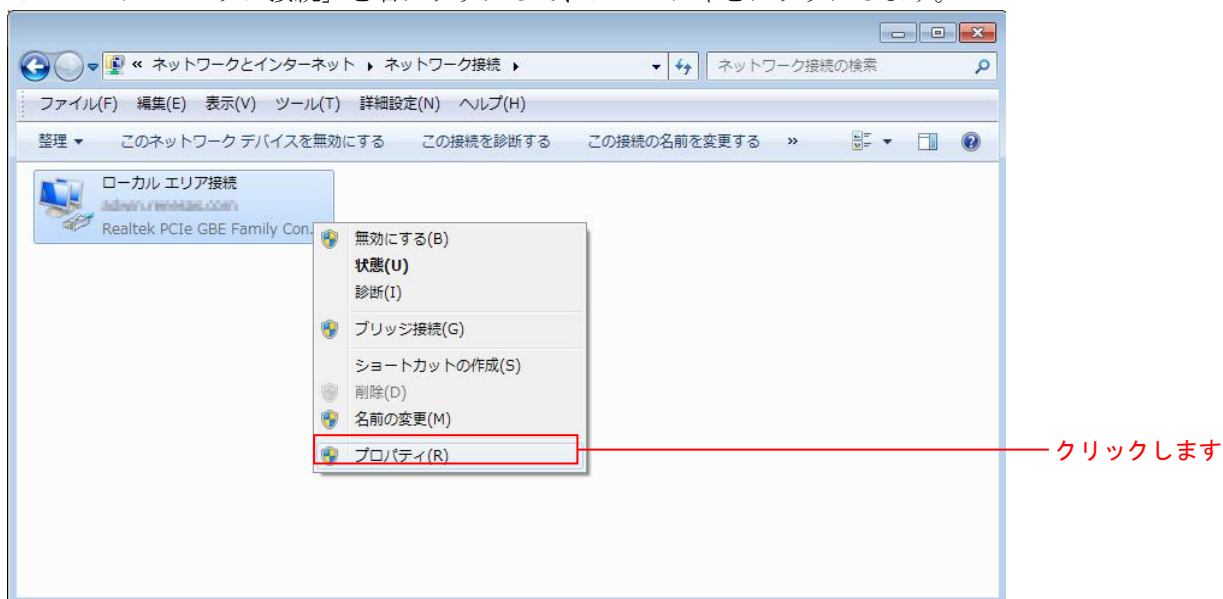 ファイル(F) 編集(E) 表示(V) ツール(T) 詳細設定(N) ヘルプ(H)
« ネットワークとインターネット ▸ ネットワーク接続 ▸
ネットワーク接続の検索
整理 ▼ このネットワーク デバイスを無効にする この接続を診断する この接続の名前を変更する »
ローカル エリア接続
Realtek PCIe GBE Family Con...
無効にする(B)
状態(U)
診断(I)
ブリッジ接続(G)
ショートカットの作成(S)
削除(D)
名前の変更(M)
プロパティ(R)
クリックします